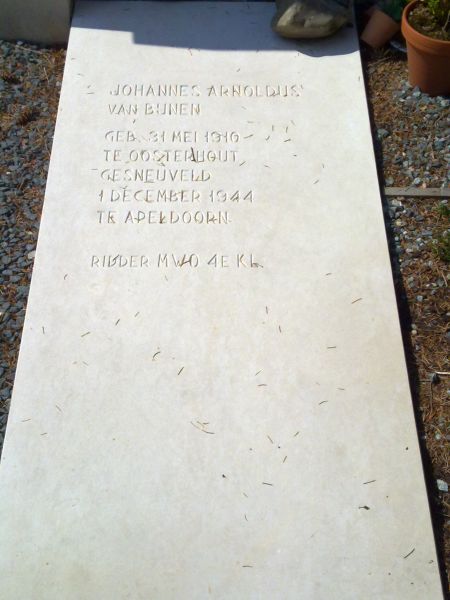 JOHANNES ARNOLDUS
VAN BIJNEN
GEB. 31 MEI 1910
TE OOSTERHOUT
GESNEUVELD
1 DECEMBER 1944
TE APELDOORN
RIDDER MWO 4E KL.